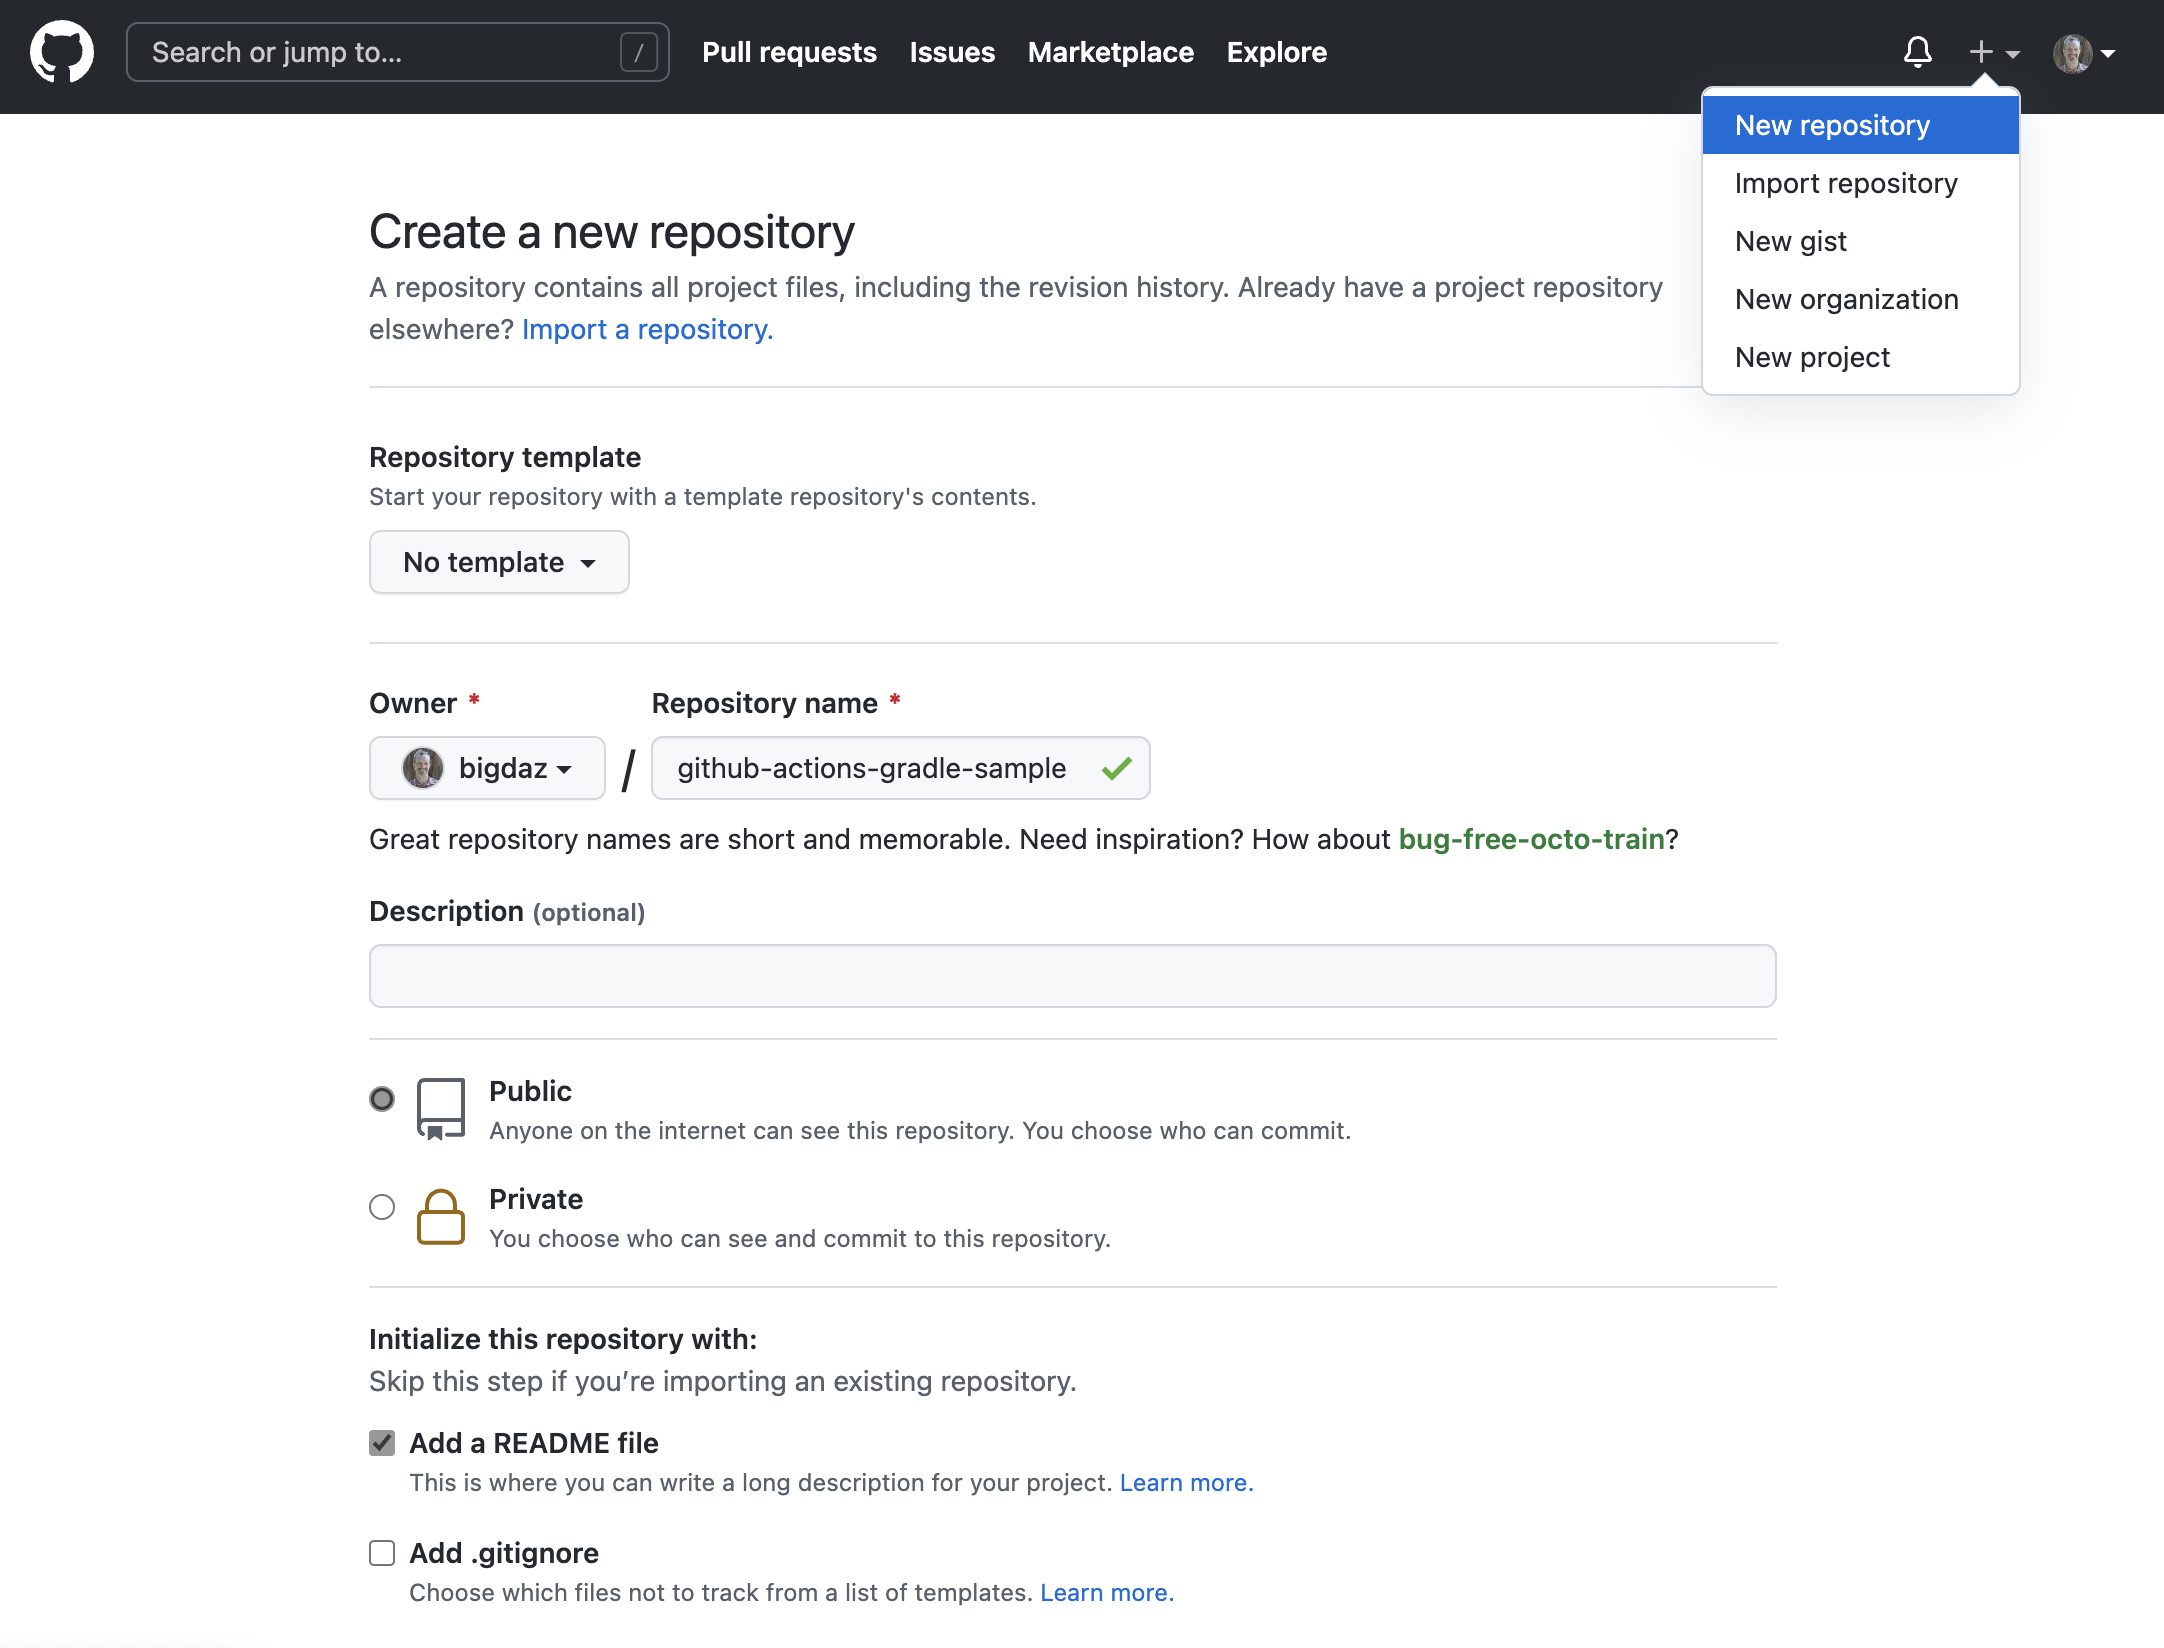 Search or jump to... / Pull requests Issues Marketplace Explore
New repository
Import repository
New gist
New organization
New project
Create a new repository
A repository contains all project files, including the revision history. Already have a project repository
elsewhere? Import a repository.
Repository template
Start your repository with a template repository's contents.
No template
Owner * Repository name *
bigdaz / github-actions-gradle-sample
Great repository names are short and memorable. Need inspiration? How about bug-free-octo-train?
Description (optional)
Public
Anyone on the internet can see this repository. You choose who can commit.
Private
You choose who can see and commit to this repository.
Initialize this repository with:
Skip this step if you’re importing an existing repository.
Add a README file
This is where you can write a long description for your project. Learn more.
Add .gitignore
Choose which files not to track from a list of templates. Learn more.